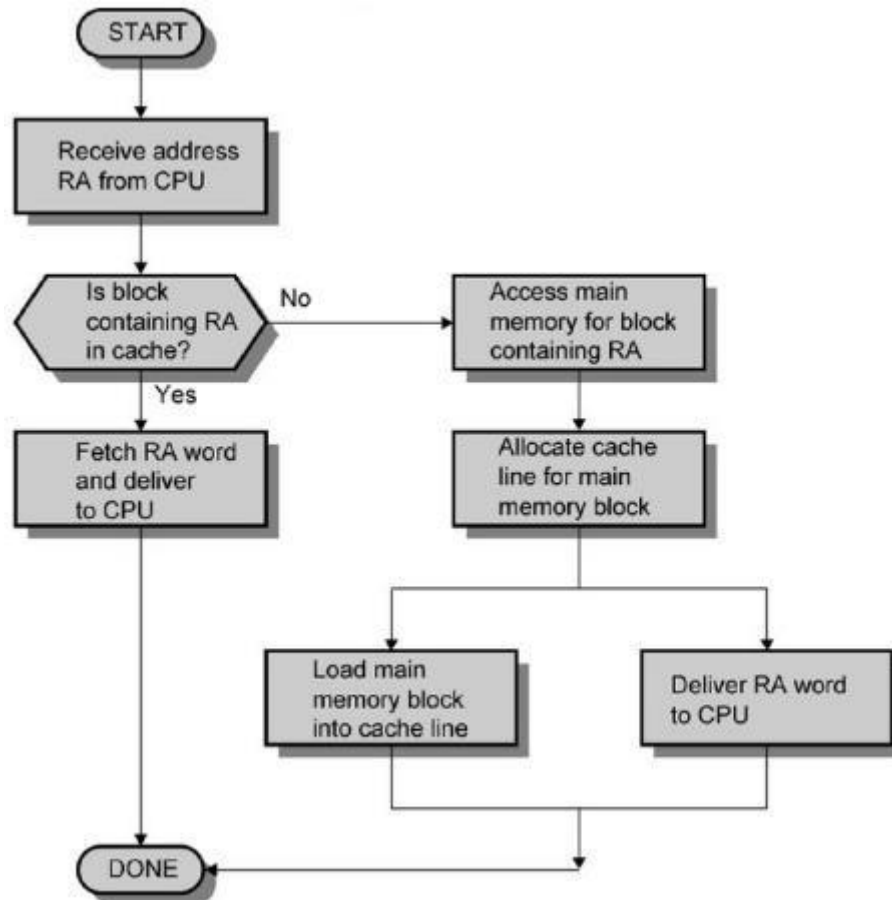 START
Receive address
RA from CPU
Is block
containing RA
in cache?
No
Yes
Access main
memory for block
containing RA
Fetch RA word
and deliver
to CPU
Allocate cache
line for main
memory block
Load main
memory block
into cache line
Deliver RA word
to CPU
DONE